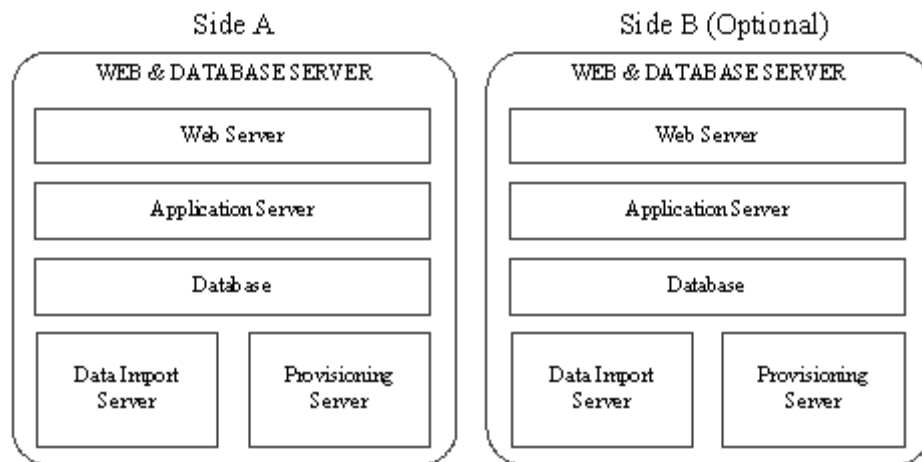 Side A
WEB & DATABASE SERVER
Web Server
Application Server
Database
Data Import
Server
Provisioning
Server
Side B (Optional)
WEB & DATABASE SERVER
Web Server
Application Server
Database
Data Import
Server
Provisioning
Server